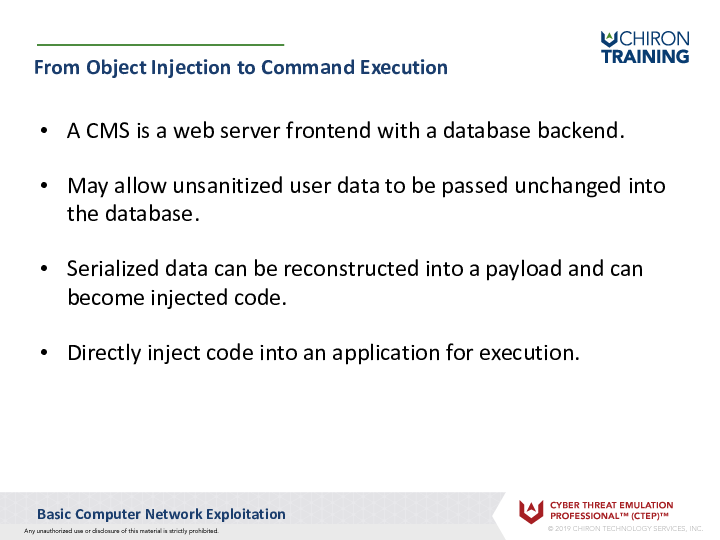 CHIRON
TRAINING
From Object Injection to Command Execution
• A CMS is a web server frontend with a database backend.
• May allow unsanitized user data to be passed unchanged into
the database.
• Serialized data can be reconstructed into a payload and can
become injected code.
• Directly inject code into an application for execution.
Basic Computer Network Exploitation
Any unauthorized use or disclosure of this material is strictly prohibited.
CYBER THREAT EMULATION
PROFESSIONAL™ (CTEP)™
© 2019 CHIRON TECHNOLOGY SERVICES, INC.